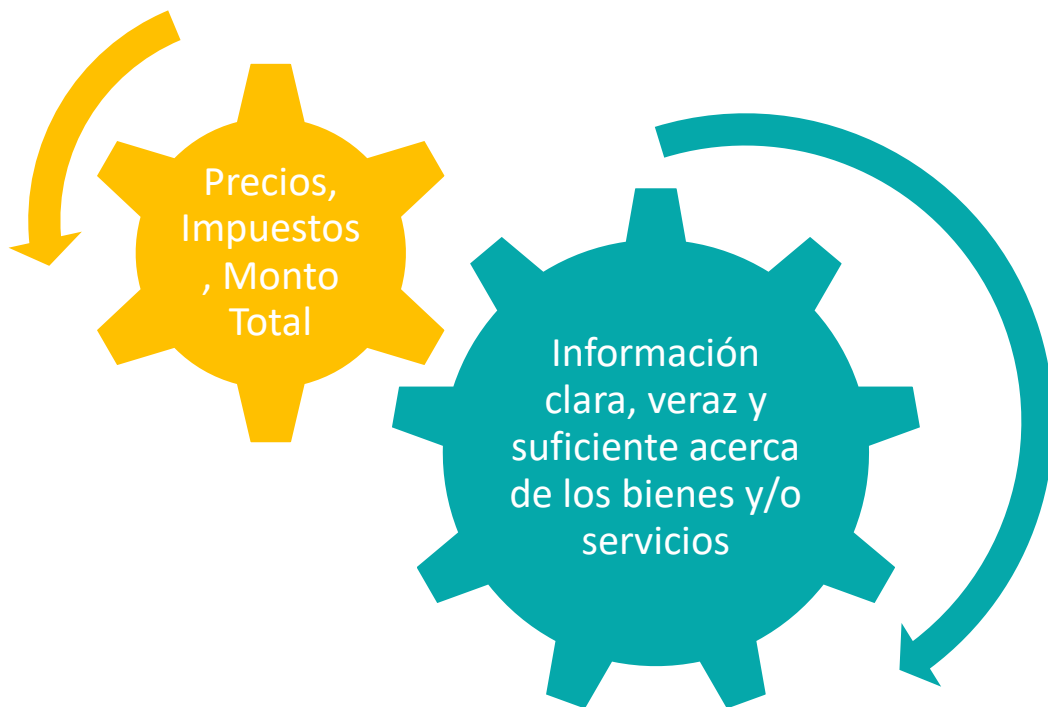 Precios,
Impuestos
, Monto
Total
Información
clara, veraz y
suficiente acerca
de los bienes y/o
servicios